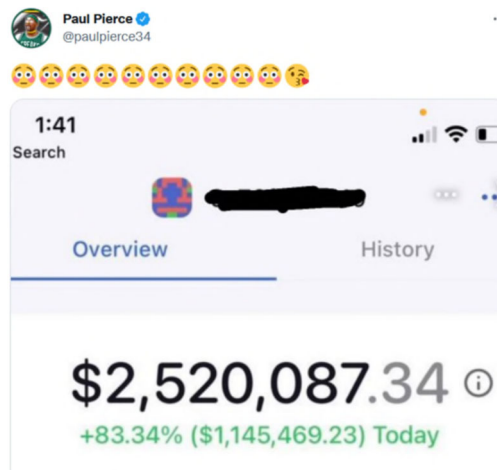 Paul Pierce
@paulpierce34
😳😳😳😳😳😳😳😳😳😳😘
1:41
Search
Overview
History
$2,520,087.34
+83.34% ($1,145,469.23) Today